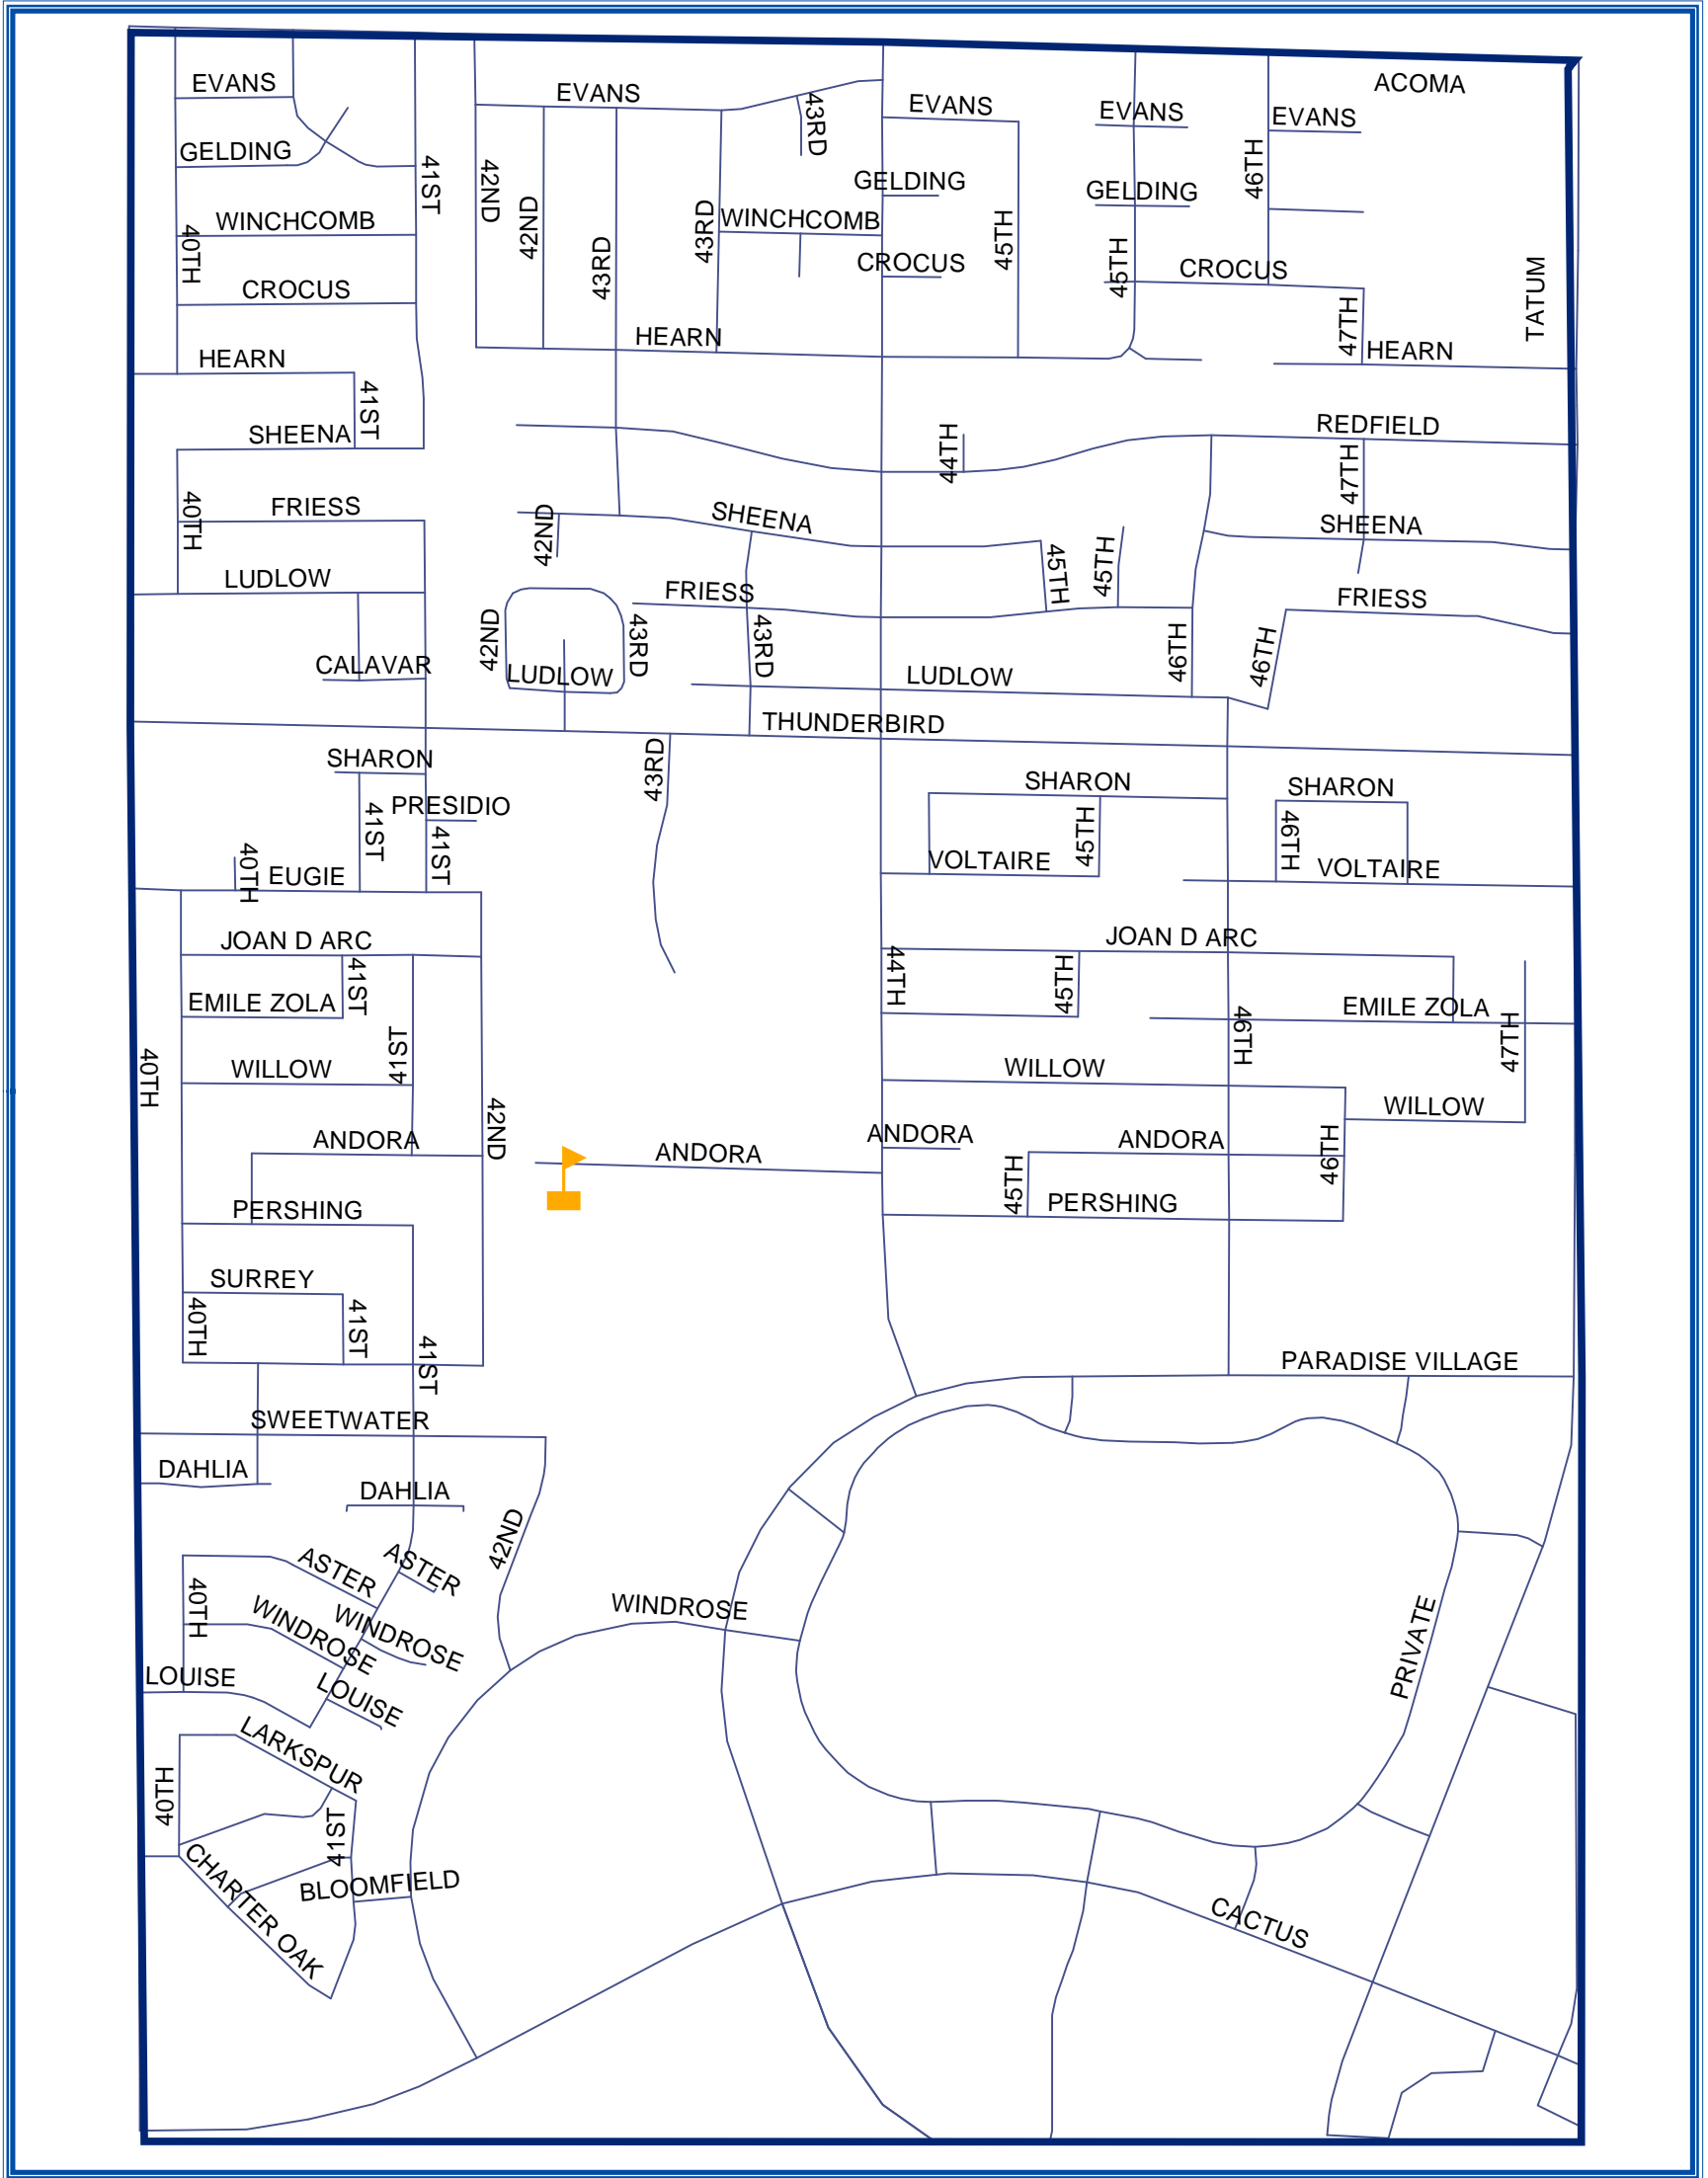 EVANS
EVANS
43RD
EVANS
EVANS
EVANS
ACOMA
GELDING
41ST
42ND
42ND
43RD
43RD
GELDING
WINCHCOMB
CROCUS
45TH
GELDING
46TH
45TH
CROCUS
WINCHCOMB
40TH
CROCUS
HEARN
47TH
HEARN
TATUM
HEARN
41ST
SHEENA
44TH
REDFIELD
47TH
40TH
FRIESS
42ND
SHEENA
45TH
45TH
SHEENA
LUDLOW
FRIESS
FRIESS
CALAVAR
42ND
LUDLOW
43RD
43RD
LUDLOW
46TH
46TH
THUNDERBIRD
SHARON
43RD
SHARON
SHARON
PRESIDIO
41ST
41ST
45TH
46TH
40TH
EUGIE
VOLTAIRE
VOLTAIRE
JOAN D ARC
JOAN D ARC
41ST
44TH
45TH
EMILE ZOLA
EMILE ZOLA
41ST
46TH
47TH
40TH
WILLOW
WILLOW
WILLOW
42ND
ANDORA
ANDORA
ANDORA
ANDORA
46TH
45TH
PERSHING
PERSHING
SURREY
40TH
41ST
41ST
PARADISE VILLAGE
SWEETWATER
DAHLIA
DAHLIA
42ND
ASTER
ASTER
40TH
WINDROSE
WINDROSE
WINDROSE
PRIVATE
LOUISE
LOUISE
LARKSPUR
40TH
41ST
CHARTER OAK
BLOOMFIELD
CACTUS